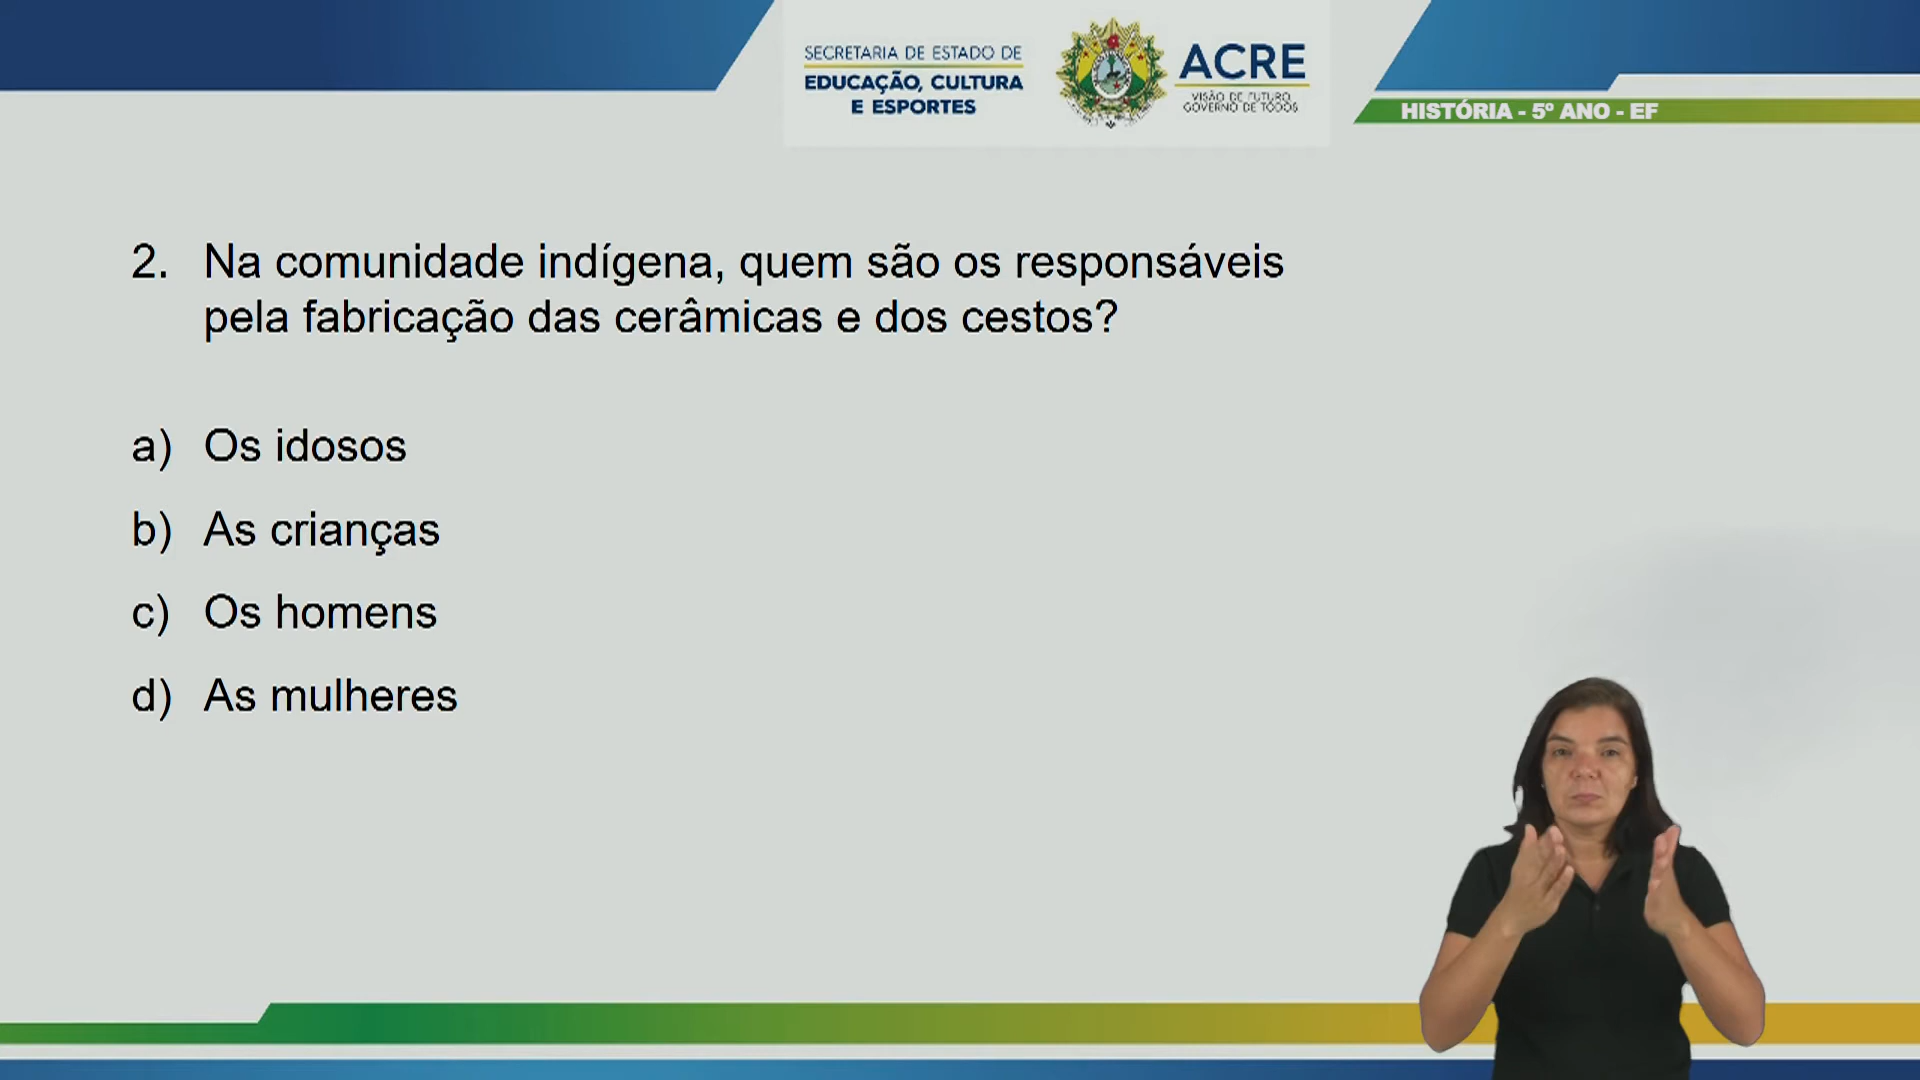 SECRETARIA DE ESTADO DE
EDUCAÇÃO, CULTURA
E ESPORTES
ACRE
VISÃO DE FUTURO,
GOVERNO DE TODOS
HISTÓRIA - 5º ANO - EF
2. Na comunidade indígena, quem são os responsáveis
pela fabricação das cerâmicas e dos cestos?
a) Os idosos
b) As crianças
c) Os homens
d) As mulheres